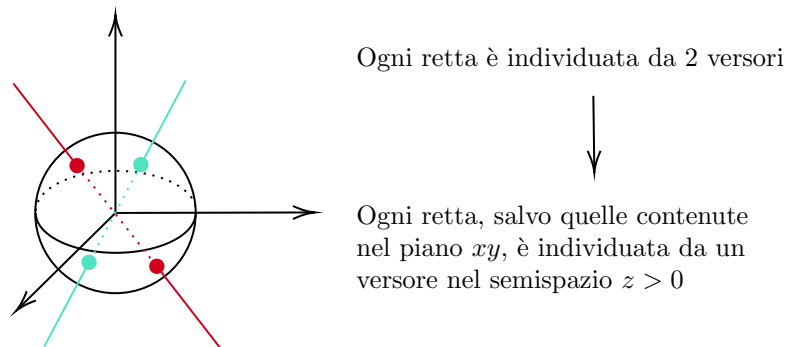 Ogni retta è individuata da 2 versori
Ogni retta, salvo quelle contenute
nel piano xy, è individuata da un
versore nel semispazio z > 0